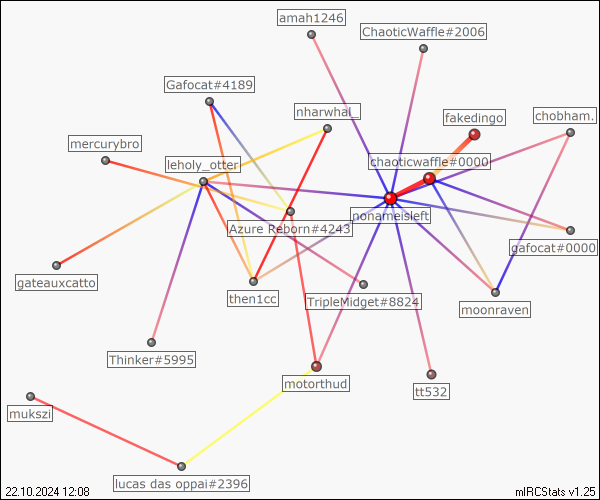 amah1246
ChaoticWaffle#2006
Gafocat#4189
nharwhal_
fakedingo
chobham.
mercurybro
leholy_otter
chaoticwaffle#0000
nonameisleft
Azure Reborn#4243
gafocat#0000
gateauxcatto
then1cc
TripleMidget#8824
moonraven
Thinker#5995
motorthud
tt532
mukszi
lucas das oppai#2396
22.10.2024 12:08
mIRCStats v1.25